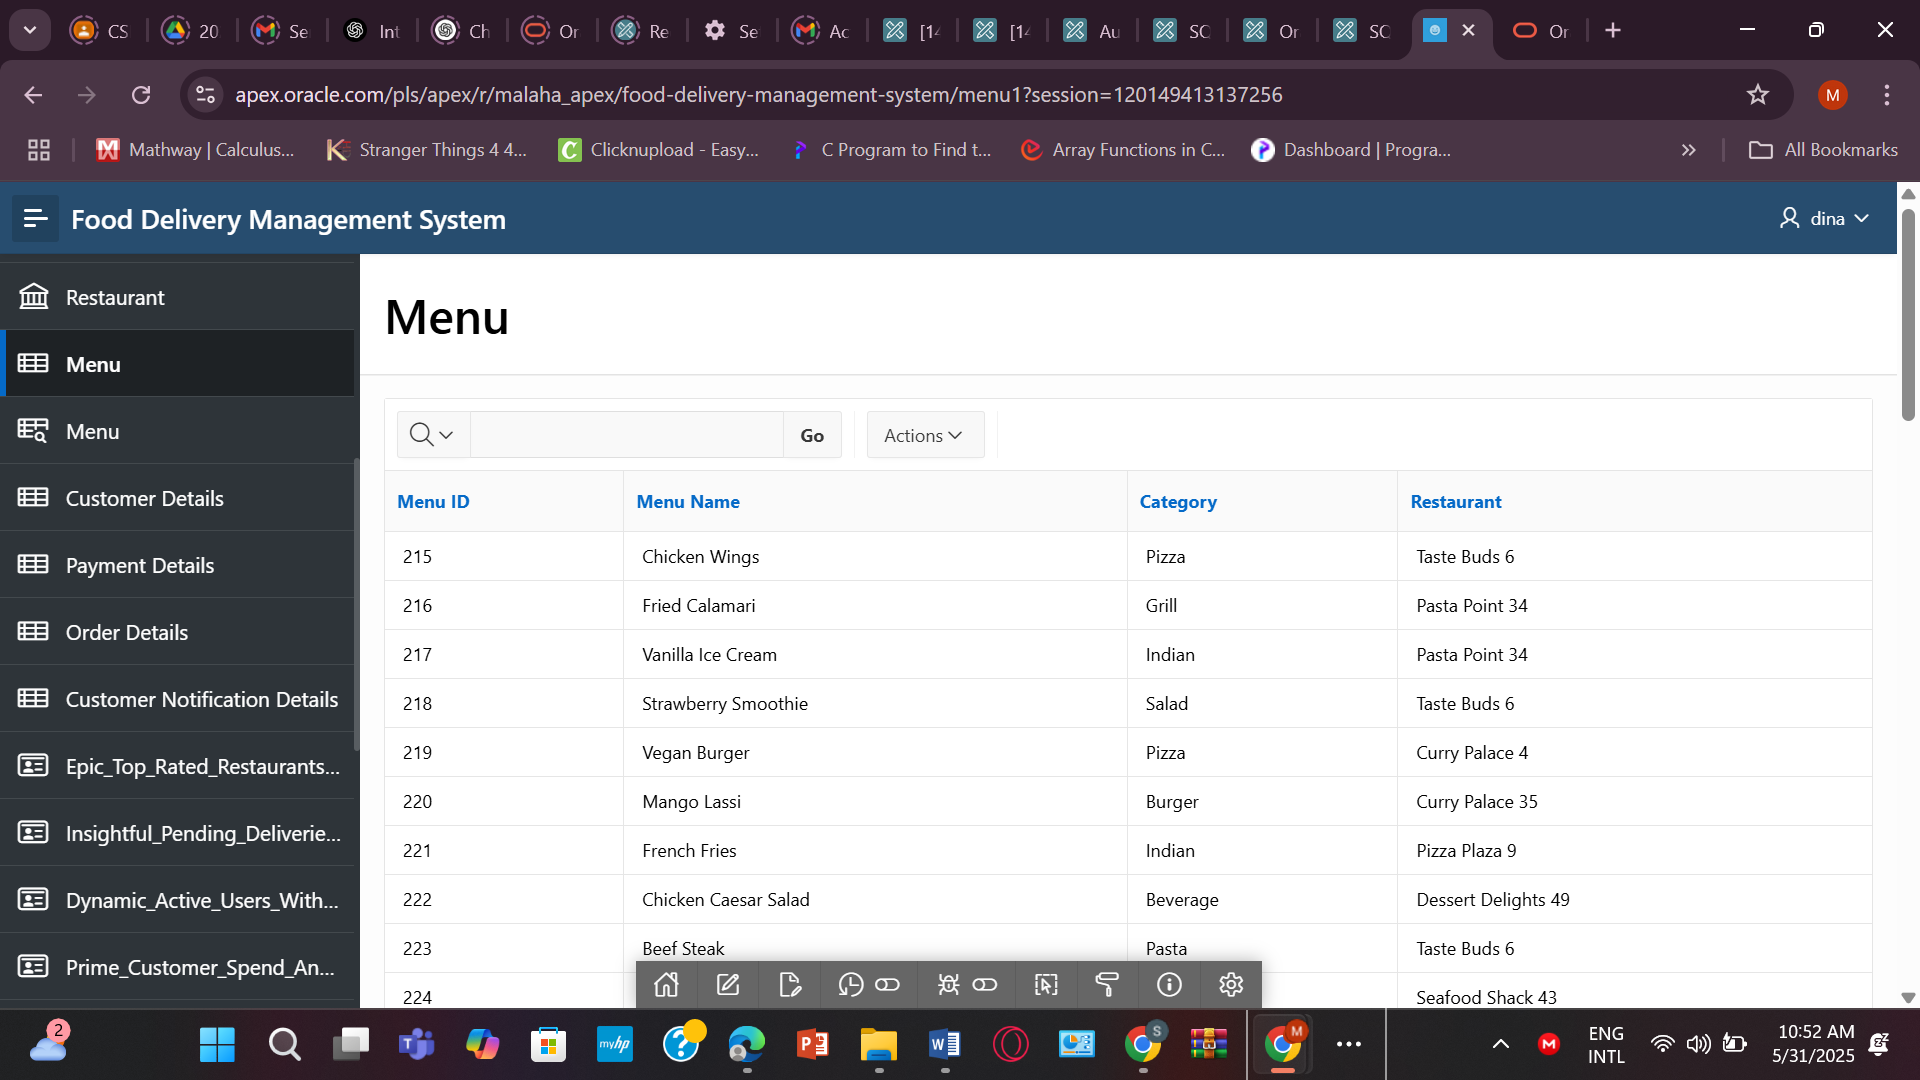 CS
20
Se
Int
Ch
Or
Re
Se
Ac
[14
[14
Au
SC
Or
SC
Or
apex.oracle.com/pls/apex/r/malaha_apex/food-delivery-management-system/menu1?session=120149413137256
M
Mathway | Calculus...
Stranger Things 4 4...
Clicknupload - Easy...
C Program to Find t...
Array Functions in C...
Dashboard | Progra...
All Bookmarks
Food Delivery Management System
dina
Restaurant
Menu
Menu
Customer Details
Payment Details
Order Details
Customer Notification Details
Epic_Top_Rated_Restaurants...
Insightful_Pending_Deliverie...
Dynamic_Active_Users_With...
Prime_Customer_Spend_An...
Menu
Go
Actions
Menu ID Menu Name Category Restaurant
215 Chicken Wings Pizza Taste Buds 6
216 Fried Calamari Grill Pasta Point 34
217 Vanilla Ice Cream Indian Pasta Point 34
218 Strawberry Smoothie Salad Taste Buds 6
219 Vegan Burger Pizza Curry Palace 4
220 Mango Lassi Burger Curry Palace 35
221 French Fries Indian Pizza Plaza 9
222 Chicken Caesar Salad Beverage Dessert Delights 49
223 Beef Steak Pasta Taste Buds 6
224 Seafood Shack 43
2
myhp
S
M
M
ENG
INTL
10:52 AM
5/31/2025